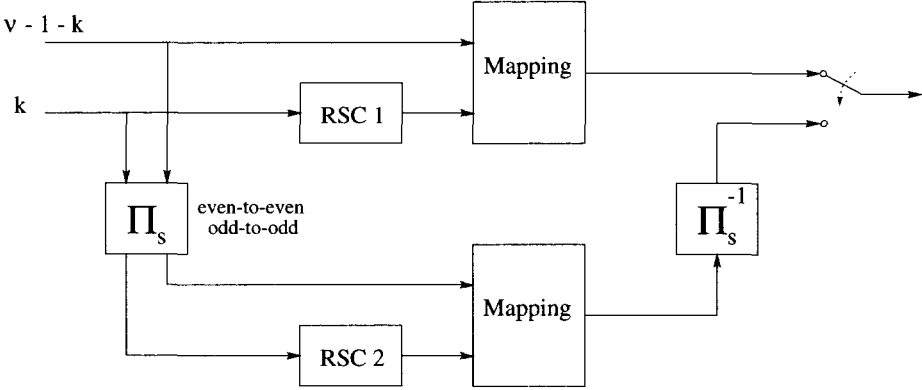 ν - 1 - k
Mapping
k
RSC 1
Π_s
even-to-even
odd-to-odd
Π_s^-1
Mapping
RSC 2